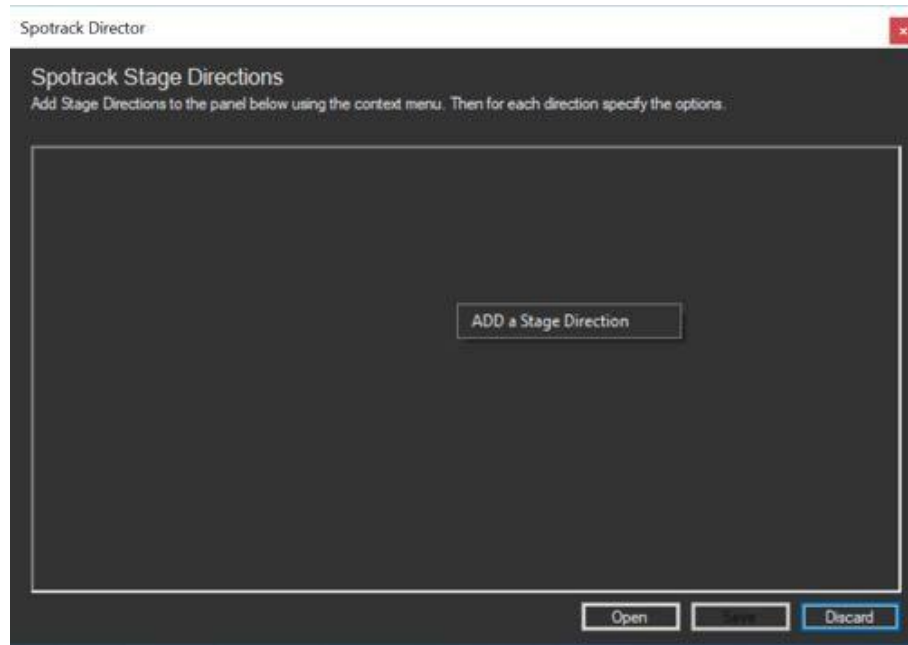 Spotrack Director
Spotrack Stage Directions
Add Stage Directions to the panel below using the context menu. Then for each direction specify the options.
ADD a Stage Direction
Open Save Discard